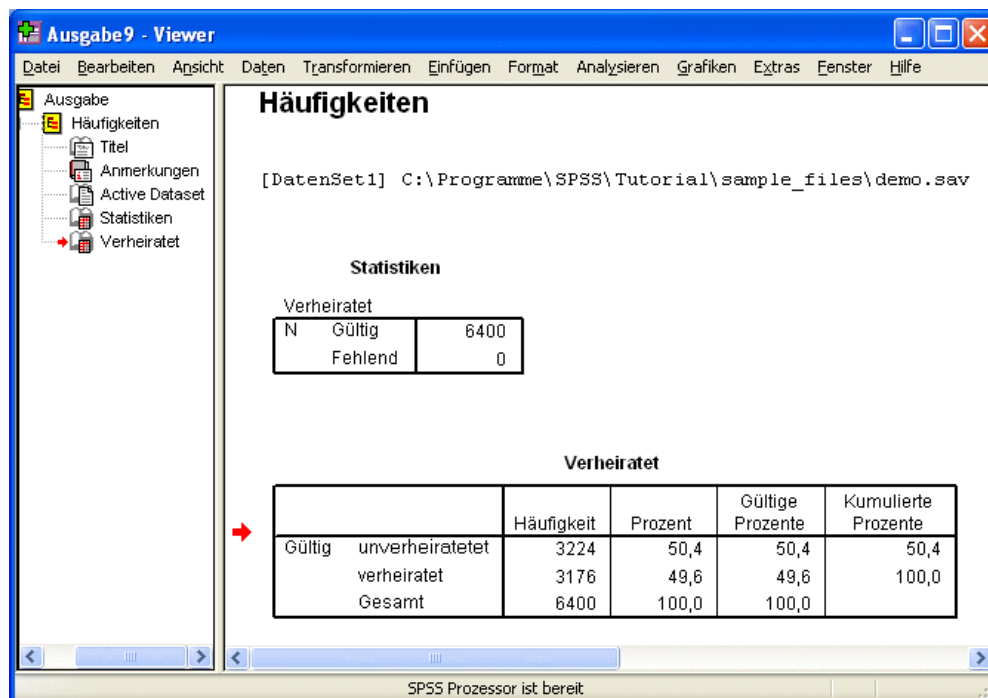 Ausgabe9 - Viewer
Datei Bearbeiten Ansicht Daten Transformieren Einfügen Format Analysieren Grafiken Extras Fenster Hilfe
Ausgabe
Häufigkeiten
Titel
Anmerkungen
Active Dataset
Statistiken
Verheiratet
Häufigkeiten
[DatenSet1] C:\Programme\SPSS\Tutorial\sample_files\demo.sav
Statistiken
Verheiratet
N Gültig 6400
Fehlend 0
Verheiratet
Häufigkeit Prozent Gültige Prozente Kumulierte Prozente
Gültig unverheiratetet 3224 50,4 50,4 50,4
verheiratet 3176 49,6 49,6 100,0
Gesamt 6400 100,0 100,0
SPSS Prozessor ist bereit